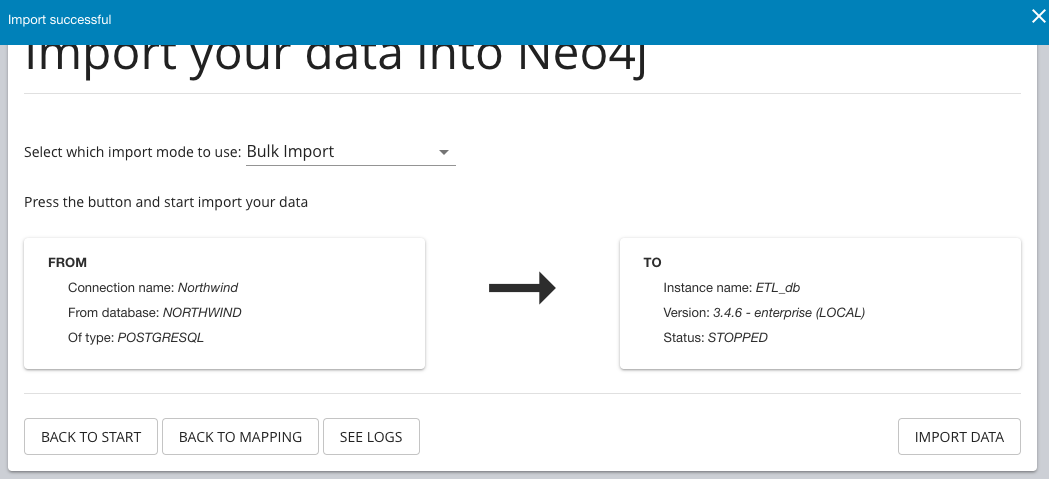 Import successful
Import your data into Neo4j
Select which import mode to use: Bulk Import
Press the button and start import your data
FROM
Connection name: Northwind
From database: NORTHWIND
Of type: POSTGRESQL
TO
Instance name: ETL_db
Version: 3.4.6 - enterprise (LOCAL)
Status: STOPPED
BACK TO START BACK TO MAPPING SEE LOGS IMPORT DATA